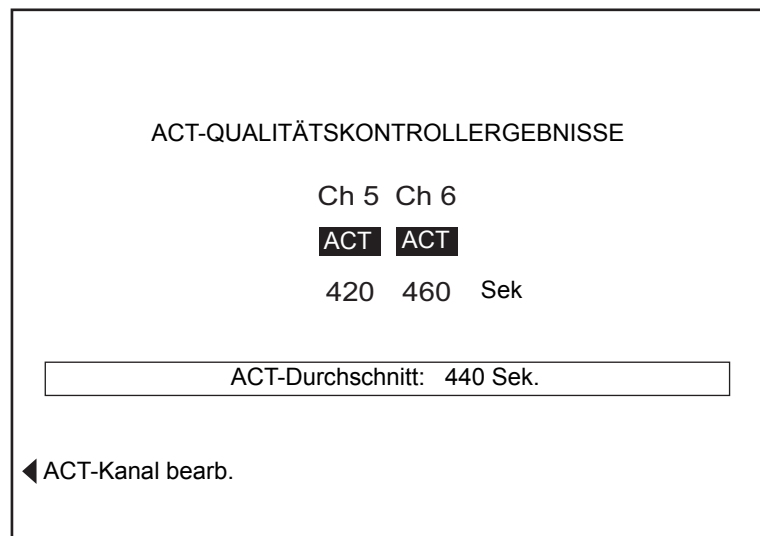 ACT-QUALITÄTSKONTROLLERGEBNISSE
Ch 5 Ch 6
ACT ACT
420 460 Sek
ACT-Durchschnitt: 440 Sek.
ACT-Kanal bearb.